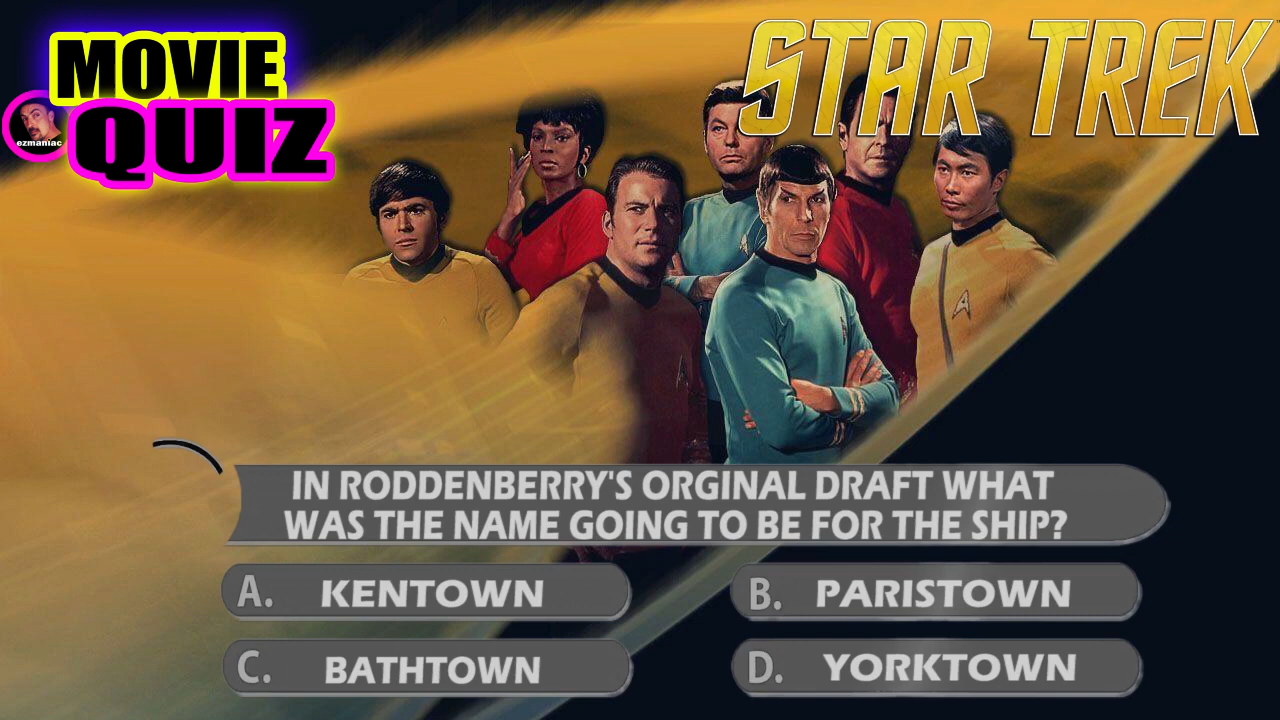 MOVIE
QUIZ
ezmaniac
STAR TREK
IN RODDENBERRY'S ORGINAL DRAFT WHAT
WAS THE NAME GOING TO BE FOR THE SHIP?
A. KENTOWN
B. PARISTOWN
C. BATHTOWN
D. YORKTOWN